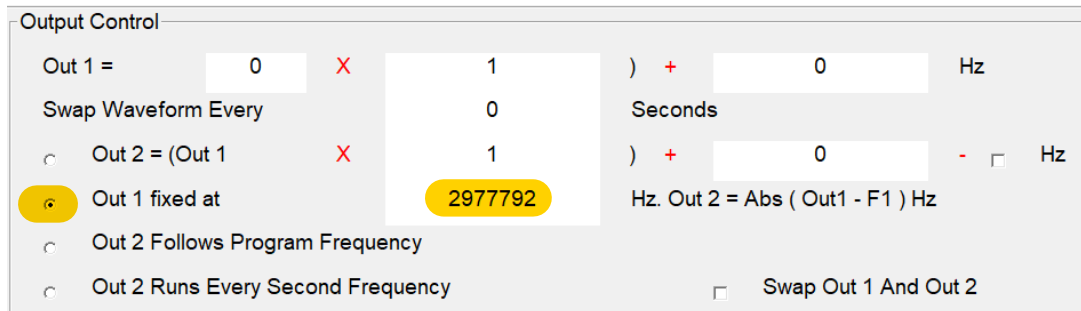 Output Control
Out 1 = 0 X 1 ) + 0 Hz
Swap Waveform Every 0 Seconds
Out 2 = (Out 1 X 1 ) + 0 - Hz
Out 1 fixed at 2977792 Hz. Out 2 = Abs ( Out1 - F1 ) Hz
Out 2 Follows Program Frequency
Out 2 Runs Every Second Frequency Swap Out 1 And Out 2